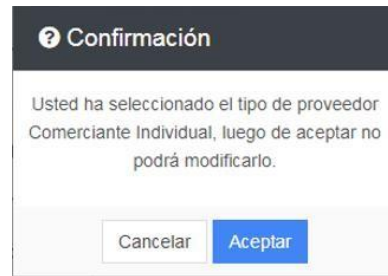 Confirmación
Usted ha seleccionado el tipo de proveedor
Comerciante Individual, luego de aceptar no
podrá modificarlo.
Cancelar
Aceptar